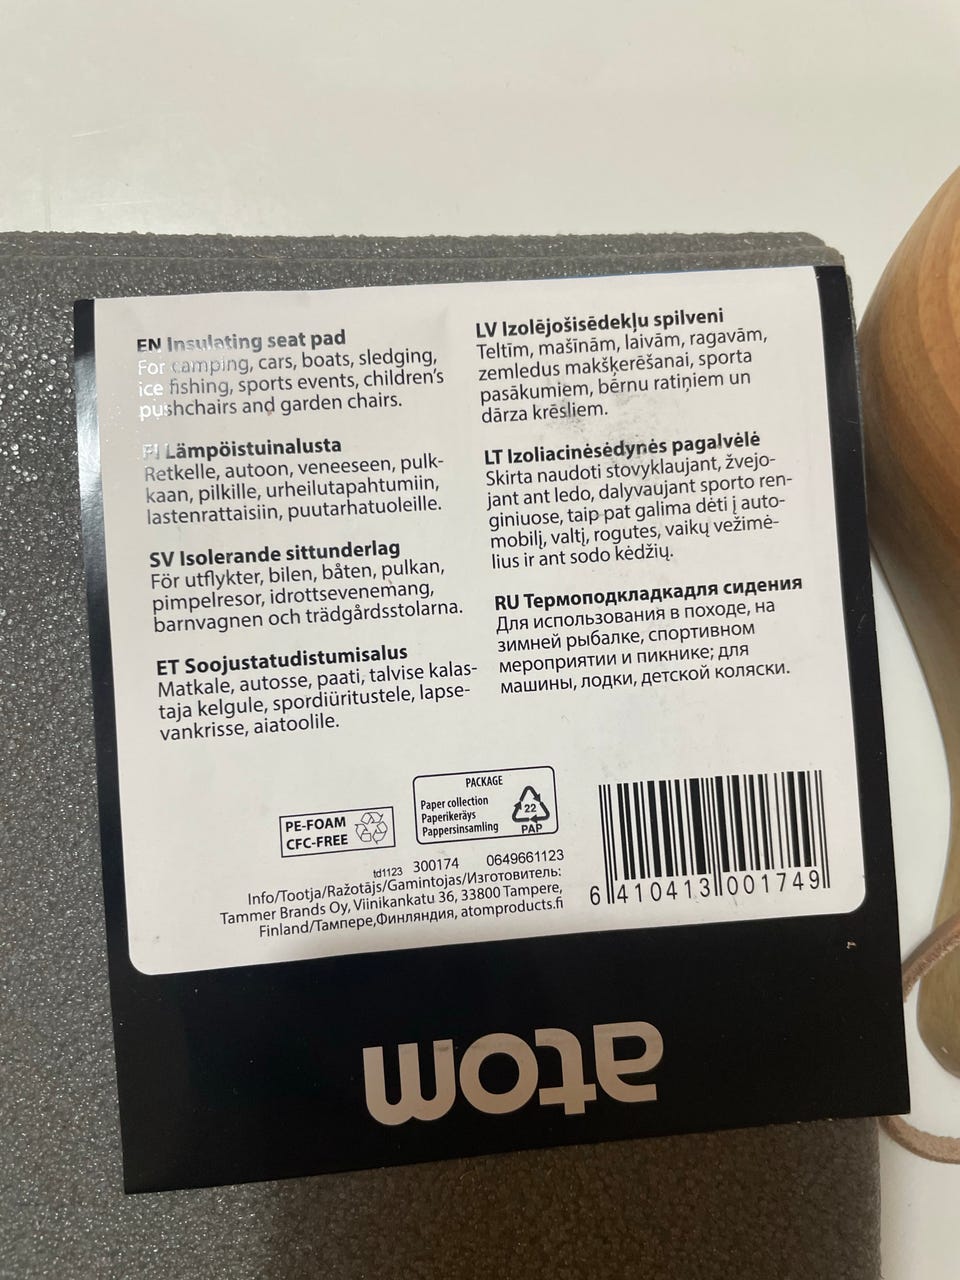 EN Insulating seat pad
For camping, cars, boats, sledging,
ice fishing, sports events, children's
pushchairs and garden chairs.
FI Lämpöistuinalusta
Retkelle, autoon, veneeseen, pulk-
kaan, pilkille, urheilutapahtumiin,
lastenrattaisiin, puutarhatuoleille.
SV Isolerande sittunderlag
För utflykter, bilen, båten, pulkan,
pimpelresor, idrottsevenemang,
barnvagnen och trädgårdsstolarna.
ET Soojustatudistumisalus
Matkale, autosse, paati, talvise kalas-
taja kelgule, spordiüritustele, lapse-
vankrisse, aiatoolile.
LV Izolējošisēdekļu spilveni
Teltīm, mašīnām, laivām, ragavām,
zemledus makšķerēšanai, sporta
pasākumiem, bērnu ratiņiem un
dārza krēsliem.
LT Izoliacinėsėdynės pagalvėlė
Skirta naudoti stovyklaujant, žvejo-
jant ant ledo, dalyvaujant sporto ren-
giniuose, taip pat galima dėti į auto-
mobilį, valtį, rogutes, vaikų vežimė-
lius ir ant sodo kėdžių.
RU Термоподкладкадля сидения
Для использования в походе, на
зимней рыбалке, спортивном
мероприятии и пикнике; для
машины, лодки, детской коляски.
PE-FOAM
CFC-FREE
PACKAGE
Paper collection
Paperikeräys
Pappersinsamling
22
PAP
td1123 300174 0649661123
Info/Tootja/Ražotājs/Gamintojas/Изготовитель:
Tammer Brands Oy, Viinikankatu 36, 33800 Tampere,
Finland/Тампере,Финляндия, atomproducts.fi
6 410413 001749
atom